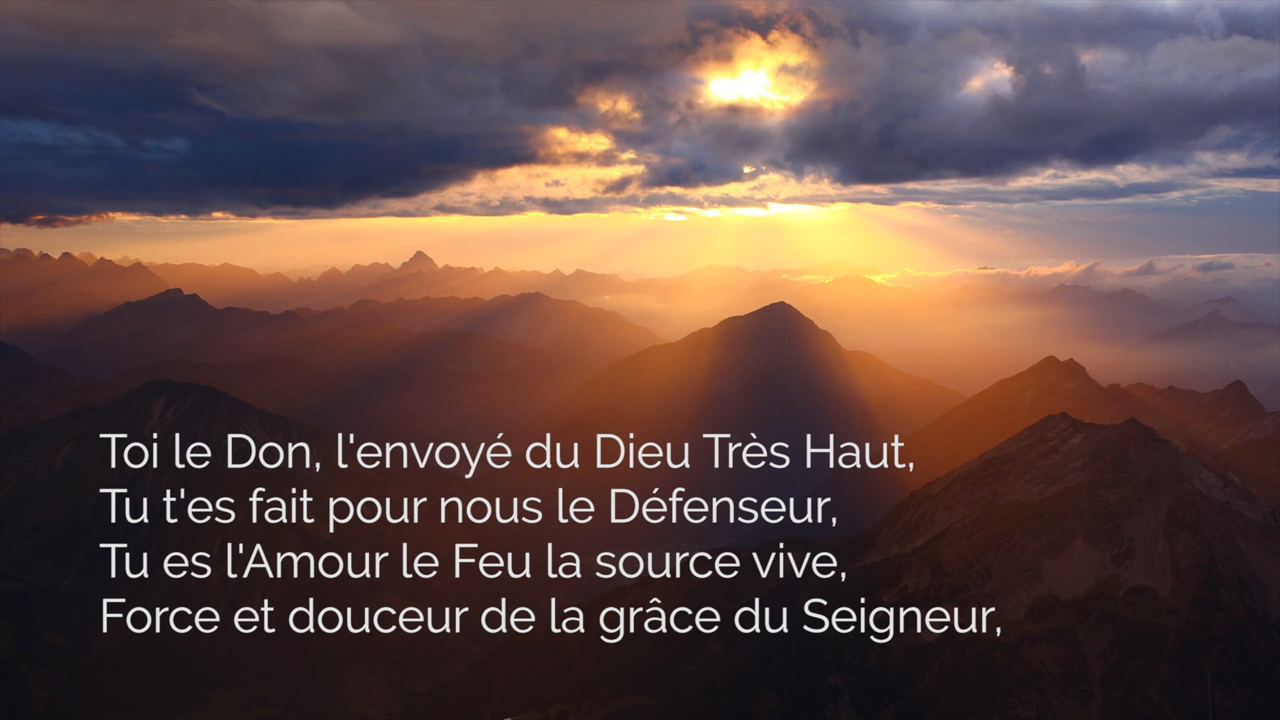 Toi le Don, l'envoyé du Dieu Très Haut,
Tu t'es fait pour nous le Défenseur,
Tu es l'Amour le Feu la source vive,
Force et douceur de la grâce du Seigneur,